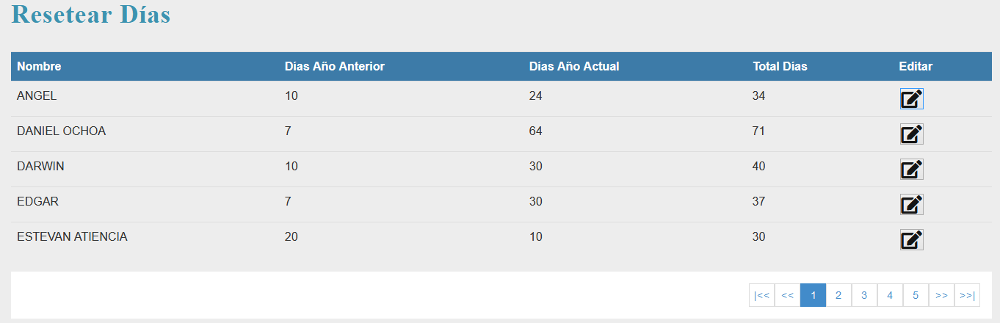 Resetear Días
Nombre Días Año Anterior Días Año Actual Total Días Editar
ANGEL 10 24 34
DANIEL OCHOA 7 64 71
DARWIN 10 30 40
EDGAR 7 30 37
ESTEVAN ATIENCIA 20 10 30
|<< << 1 2 3 4 5 >> >>|